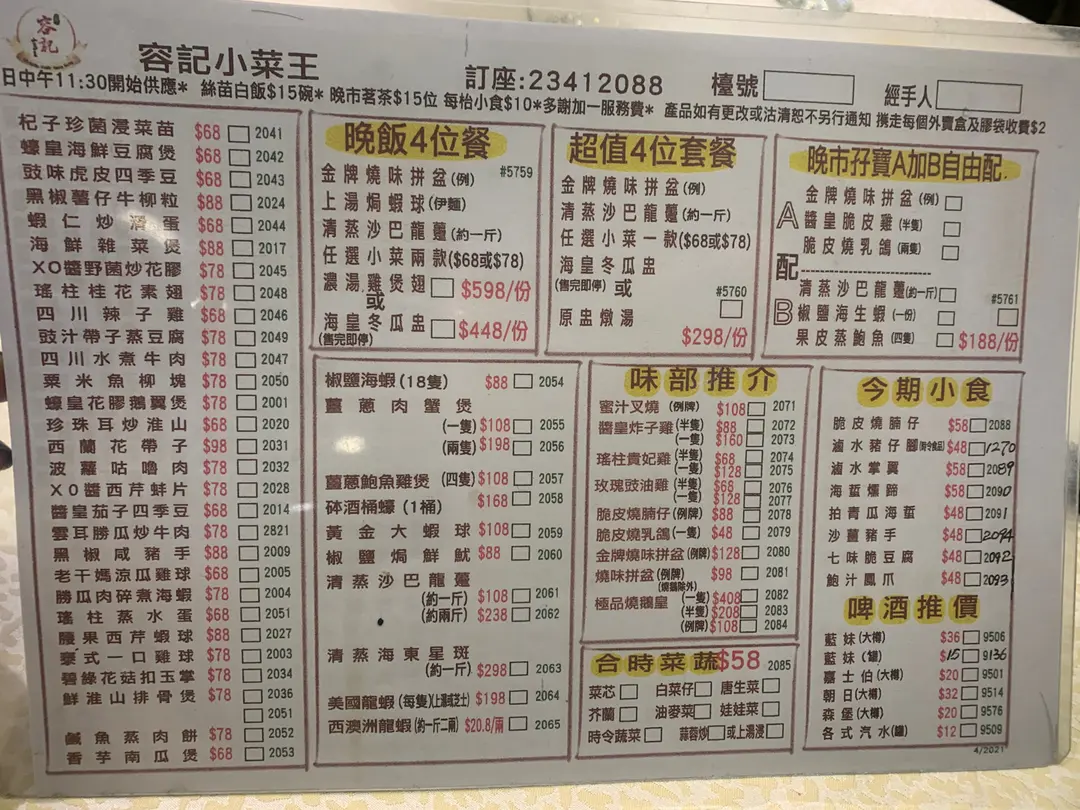 容記
容記小菜王
訂座:23412088
檯號
經手人
日中午11:30開始供應* 絲苗白飯$15碗* 晚市茗茶$15位 每枱小食$10*多謝加一服務費* 產品如有更改或沽清恕不另行通知 携走每個外賣盒及膠袋收費$2
杞子珍菌浸菜苗 $68 2041
蠔皇海鮮豆腐煲 $68 2042
豉味虎皮四季豆 $68 2043
黑椒薯仔牛柳粒 $88 2024
蝦仁炒滑蛋 $68 2044
海鮮雜菜煲 $88 2017
XO醬野菌炒花膠 $78 2045
瑤柱桂花素翅 $78 2048
四川辣子雞 $68 2046
豉汁帶子蒸豆腐 $78 2049
四川水煮牛肉 $78 2047
粟米魚柳塊 $78 2050
蠔皇花膠鵝翼煲 $78 2001
珍珠耳炒淮山 $68 2020
西蘭花帶子 $98 2031
波蘿咕嚕肉 $78 2032
XO醬西芹蚌片 $78 2028
醬皇茄子四季豆 $68 2014
雲耳勝瓜炒牛肉 $78 2821
黑椒咸豬手 $88 2009
老干媽涼瓜雞球 $68 2005
勝瓜肉碎煮海蝦 $78 2004
瑤柱蒸水蛋 $68 2051
腰果西芹蝦球 $88 2027
泰式一口雞球 $78 2003
碧綠花菇扣玉掌 $78 2034
鮮淮山排骨煲 $78 2036
2051
鹹魚蒸肉餅 $78 2052
香芋南瓜煲 $68 2053
晚飯4位餐
金牌燒味拼盆(例) #5759
上湯焗蝦球(伊麵)
清蒸沙巴龍躉(約一斤)
任選小菜兩款($68或$78)
濃湯雞煲翅 $598/份
或
海皇冬瓜盅 $448/份
(售完即停)
超值4位套餐
金牌燒味拼盆(例)
清蒸沙巴龍躉(約一斤)
任選小菜一款($68或$78)
海皇冬瓜盅
(售完即停) 或 #5760
原盅燉湯
$298/份
晚市孖寶A加B自由配
A
金牌燒味拼盆(例)
醬皇脆皮雞(半隻)
脆皮燒乳鴿(兩隻)
配
B
清蒸沙巴龍躉(約一斤) #5761
椒鹽海生蝦(一份)
果皮蒸鮑魚(四隻) $188/份
椒鹽海蝦(18隻) $88 2054
薑蔥肉蟹煲
(一隻) $108 2055
(兩隻) $198 2056
薑蔥鮑魚雞煲(四隻) $108 2057
砵酒桶蠔(1桶) $168 2058
黃金大蝦球 $108 2059
椒鹽焗鮮魷 $88 2060
清蒸沙巴龍躉
(約一斤) $108 2061
(約兩斤) $238 2062
清蒸海東星斑
(約一斤) $298 2063
美國龍蝦(每隻)(上湯或芝士) $198 2064
西澳洲龍蝦(約一斤二兩) $20.8/兩 2065
味部推介
蜜汁叉燒(例牌) $108 2071
醬皇炸子雞(半隻) $88 2072
(一隻) $160 2073
瑤柱貴妃雞(半隻) $68 2074
(一隻) $128 2075
玫瑰豉油雞(半隻) $68 2076
(一隻) $128 2077
脆皮燒腩仔(例牌) $88 2078
脆皮燒乳鴿(一隻) $48 2079
金牌燒味拼盆(例牌) $128 2080
燒味拼盆(例牌) $98 2081
(燒鵝除外)
極品燒鵝皇(一隻) $408 2082
(半隻) $208 2083
(例牌) $108 2084
合時菜蔬 $58 2085
菜芯 白菜仔 唐生菜
芥蘭 油麥菜 娃娃菜
時令蔬菜 蒜蓉炒 或上湯浸
今期小食
脆皮燒腩仔 $58 2088
滷水豬仔腳 $48 1270
滷水掌翼 $58 2089
海蜇燻蹄 $58 2090
拍青瓜海蜇 $48 2091
沙薑豬手 $48 2094
七味脆豆腐 $48 2092
鮑汁鳳爪 $48 2093
啤酒推價
藍妹(大樽) $36 9506
藍妹(罐) $15 9136
嘉士伯(大樽) $20 9501
朝日(大樽) $32 9514
森堡(大樽) $20 9576
各式汽水(罐) $12 9509
4/2021